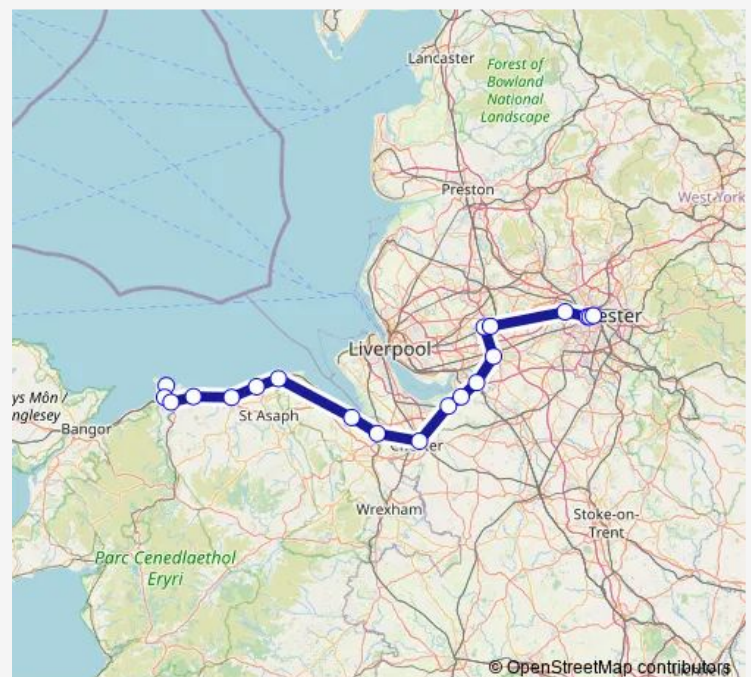 Lancaster
Forest of
Bowland
National
Landscape
Preston
West York
ester
Liverpool
ys Môn /
nglesey
Bangor
St Asaph
Wrexham
Stoke-on-
Trent
Parc Cenedlaethol
Eryri
© OpenStreetMap contributors